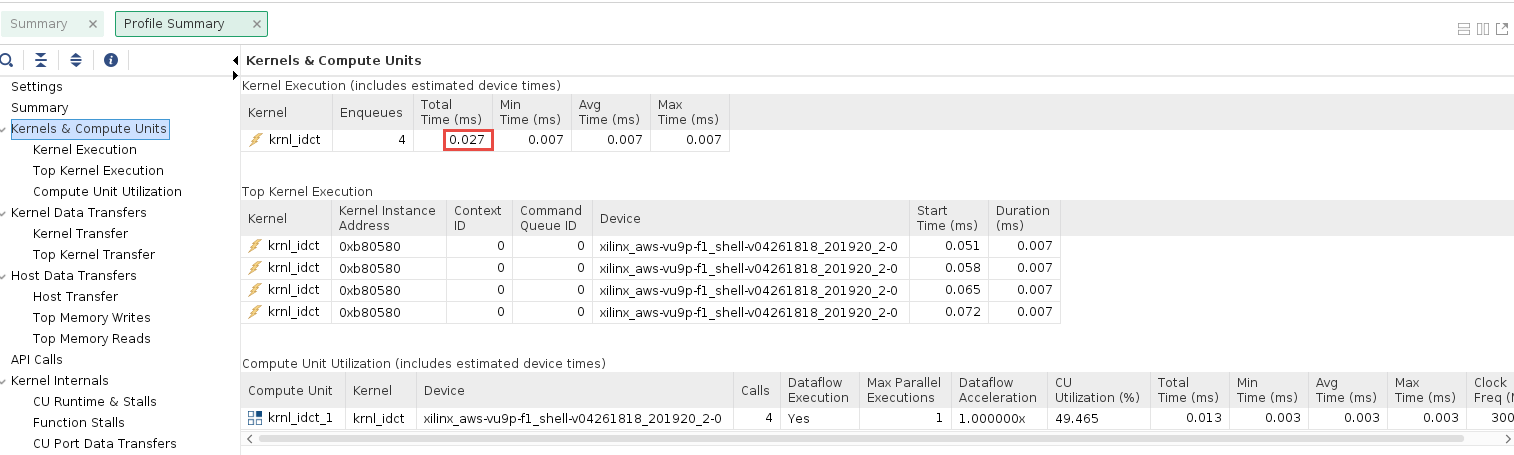 Summary
Profile Summary
Kernels & Compute Units
Settings
Summary
Kernels & Compute Units
Kernel Execution
Top Kernel Execution
Compute Unit Utilization
Kernel Data Transfers
Kernel Transfer
Top Kernel Transfer
Host Data Transfers
Host Transfer
Top Memory Writes
Top Memory Reads
API Calls
Kernel Internals
CU Runtime & Stalls
Function Stalls
CU Port Data Transfers
Kernel Execution (includes estimated device times)
Kernel Enqueues Total Time (ms) Min Time (ms) Avg Time (ms) Max Time (ms)
krnl_idct 4 0.027 0.007 0.007 0.007
Top Kernel Execution
Kernel Kernel Instance Address Context ID Command Queue ID Device Start Time (ms) Duration (ms)
krnl_idct 0xb80580 0 0 xilinx_aws-vu9p-f1_shell-v04261818_201920_2-0 0.051 0.007
krnl_idct 0xb80580 0 0 xilinx_aws-vu9p-f1_shell-v04261818_201920_2-0 0.058 0.007
krnl_idct 0xb80580 0 0 xilinx_aws-vu9p-f1_shell-v04261818_201920_2-0 0.065 0.007
krnl_idct 0xb80580 0 0 xilinx_aws-vu9p-f1_shell-v04261818_201920_2-0 0.072 0.007
Compute Unit Utilization (includes estimated device times)
Compute Unit Kernel Device Calls Dataflow Execution Max Parallel Executions Dataflow Acceleration CU Utilization (%) Total Time (ms) Min Time (ms) Avg Time (ms) Max Time (ms) Clock Freq (
krnl_idct_1 krnl_idct xilinx_aws-vu9p-f1_shell-v04261818_201920_2-0 4 Yes 1 1.000000x 49.465 0.013 0.003 0.003 0.003 300